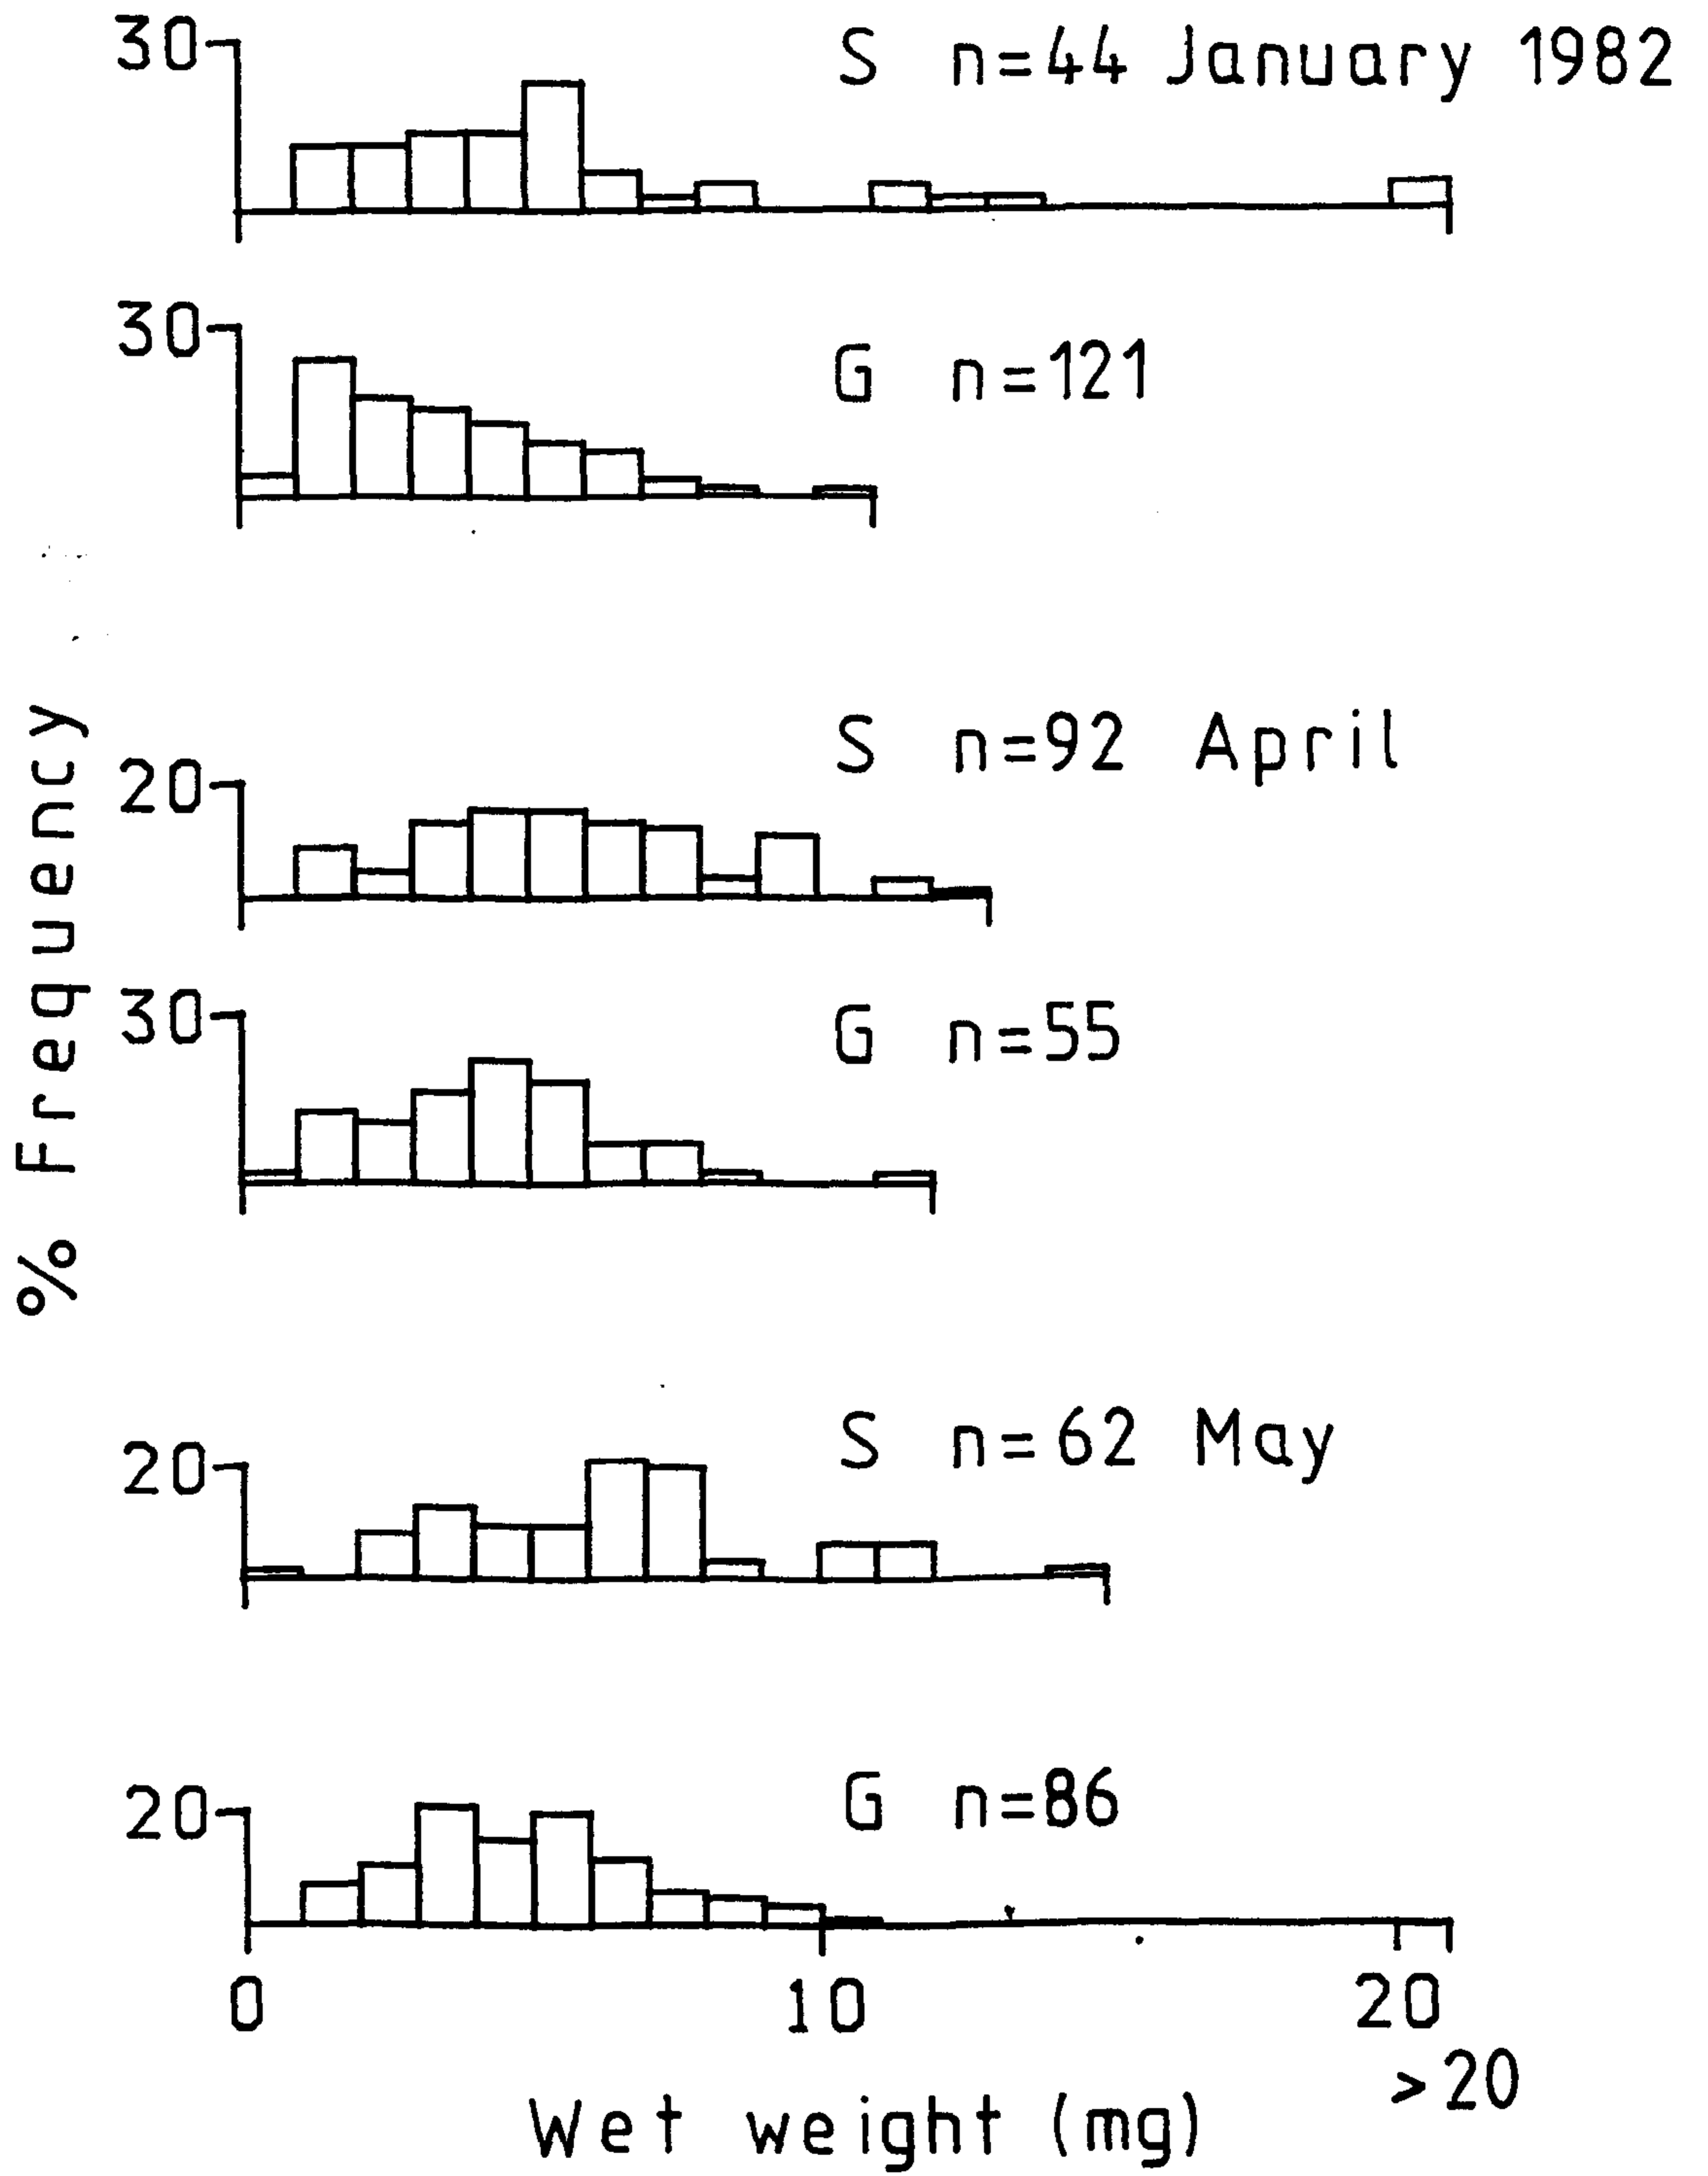 30
S n=44 January 1982
30
G n=121
% Frequency
20
S n=92 April
30
G n=55
20
S n=62 May
20
G n=86
0 10 20
>20
Wet weight (mg)